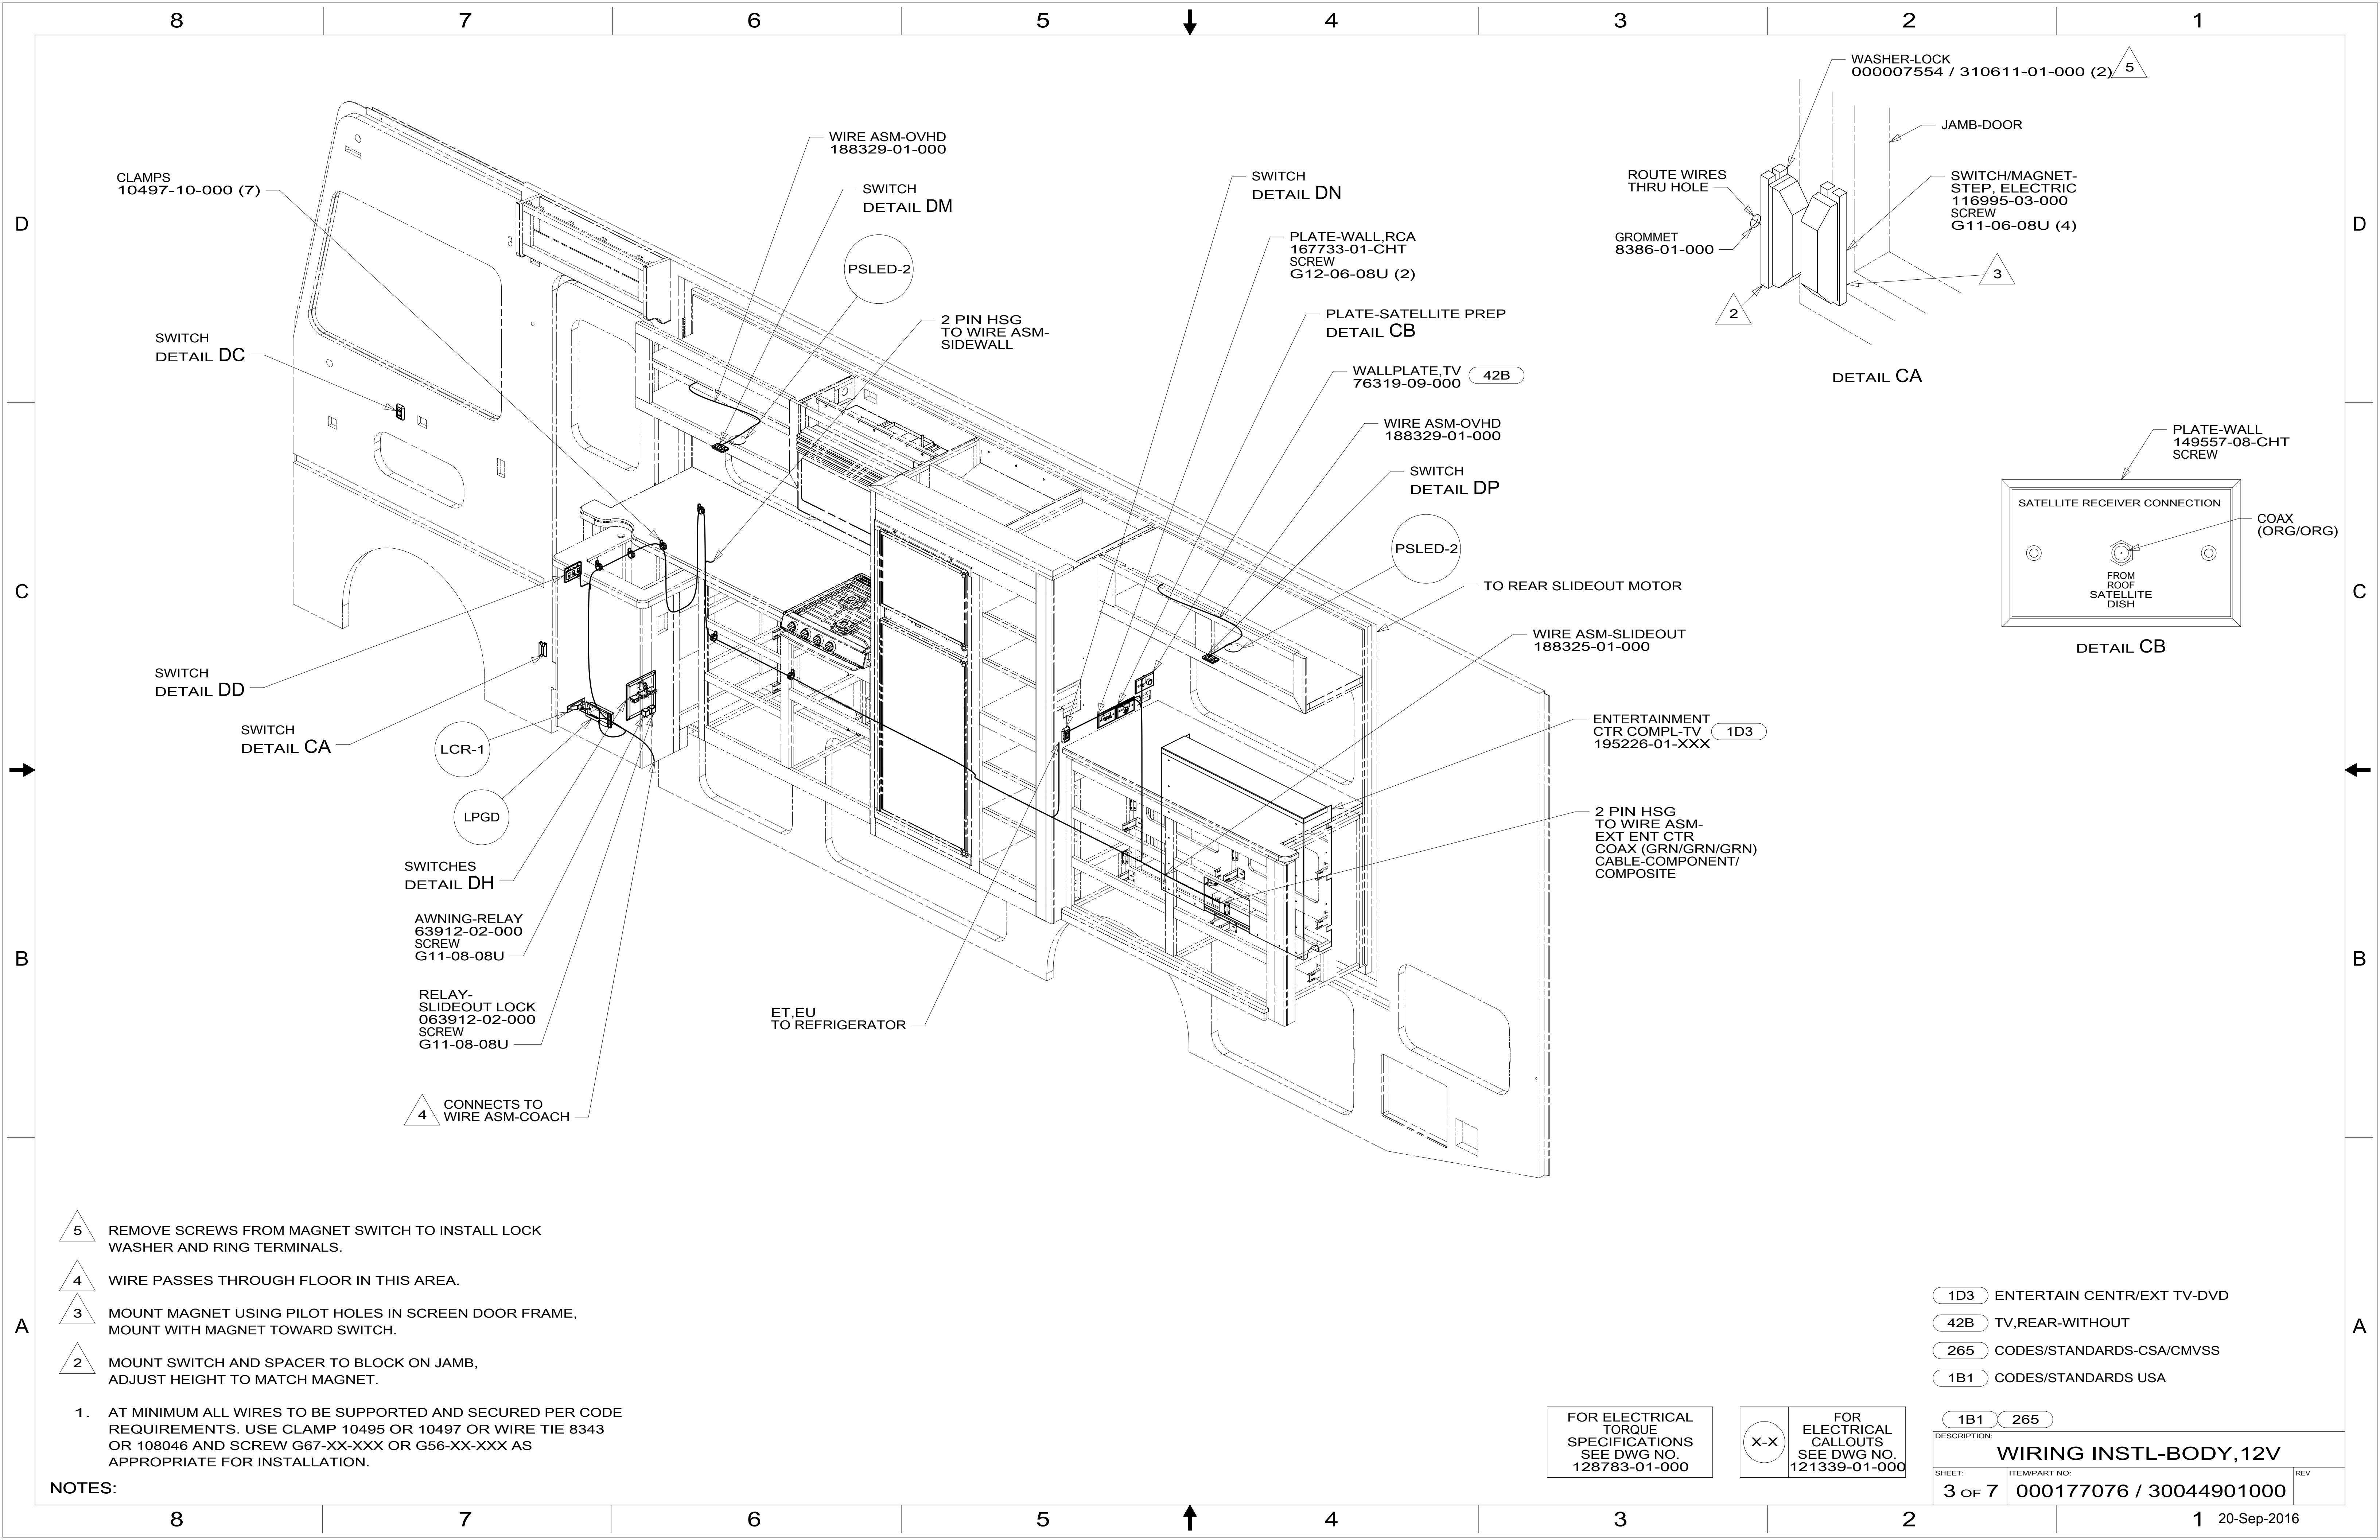 8 7 6 5 4 3 2 1
D
C
B
A
D
C
B
A
WIRE ASM-OVHD
188329-01-000
SWITCH
DETAIL DM
CLAMPS
10497-10-000 (7)
PSLED-2
2 PIN HSG
TO WIRE ASM-
SIDEWALL
SWITCH
DETAIL DC
SWITCH
DETAIL DN
PLATE-WALL,RCA
167733-01-CHT
SCREW
G12-06-08U (2)
PLATE-SATELLITE PREP
DETAIL CB
WALLPLATE,TV
76319-09-000
42B
WIRE ASM-OVHD
188329-01-000
SWITCH
DETAIL DP
PSLED-2
TO REAR SLIDEOUT MOTOR
WIRE ASM-SLIDEOUT
188325-01-000
ENTERTAINMENT
CTR COMPL-TV
195226-01-XXX
1D3
2 PIN HSG
TO WIRE ASM-
EXT ENT CTR
COAX (GRN/GRN/GRN)
CABLE-COMPONENT/
COMPOSITE
SWITCH
DETAIL DD
SWITCH
DETAIL CA
LCR-1
LPGD
SWITCHES
DETAIL DH
AWNING-RELAY
63912-02-000
SCREW
G11-08-08U
RELAY-
SLIDEOUT LOCK
063912-02-000
SCREW
G11-08-08U
4
CONNECTS TO
WIRE ASM-COACH
ET,EU
TO REFRIGERATOR
WASHER-LOCK
000007554 / 310611-01-000 (2)
5
JAMB-DOOR
ROUTE WIRES
THRU HOLE
SWITCH/MAGNET-
STEP, ELECTRIC
116995-03-000
SCREW
G11-06-08U (4)
GROMMET
8386-01-000
3
2
DETAIL CA
PLATE-WALL
149557-08-CHT
SCREW
SATELLITE RECEIVER CONNECTION
COAX
(ORG/ORG)
FROM
ROOF
SATELLITE
DISH
DETAIL CB
5 REMOVE SCREWS FROM MAGNET SWITCH TO INSTALL LOCK
WASHER AND RING TERMINALS.
4 WIRE PASSES THROUGH FLOOR IN THIS AREA.
3 MOUNT MAGNET USING PILOT HOLES IN SCREEN DOOR FRAME,
MOUNT WITH MAGNET TOWARD SWITCH.
2 MOUNT SWITCH AND SPACER TO BLOCK ON JAMB,
ADJUST HEIGHT TO MATCH MAGNET.
1. AT MINIMUM ALL WIRES TO BE SUPPORTED AND SECURED PER CODE
REQUIREMENTS. USE CLAMP 10495 OR 10497 OR WIRE TIE 8343
OR 108046 AND SCREW G67-XX-XXX OR G56-XX-XXX AS
APPROPRIATE FOR INSTALLATION.
NOTES:
FOR ELECTRICAL
TORQUE
SPECIFICATIONS
SEE DWG NO.
128783-01-000
X-X
FOR
ELECTRICAL
CALLOUTS
SEE DWG NO.
121339-01-000
1D3 ENTERTAIN CENTR/EXT TV-DVD
42B TV,REAR-WITHOUT
265 CODES/STANDARDS-CSA/CMVSS
1B1 CODES/STANDARDS USA
1B1 265
DESCRIPTION:
WIRING INSTL-BODY,12V
SHEET:
3 OF 7
ITEM/PART NO:
000177076 / 30044901000
REV
8 7 6 5 4 3 2 1
20-Sep-2016